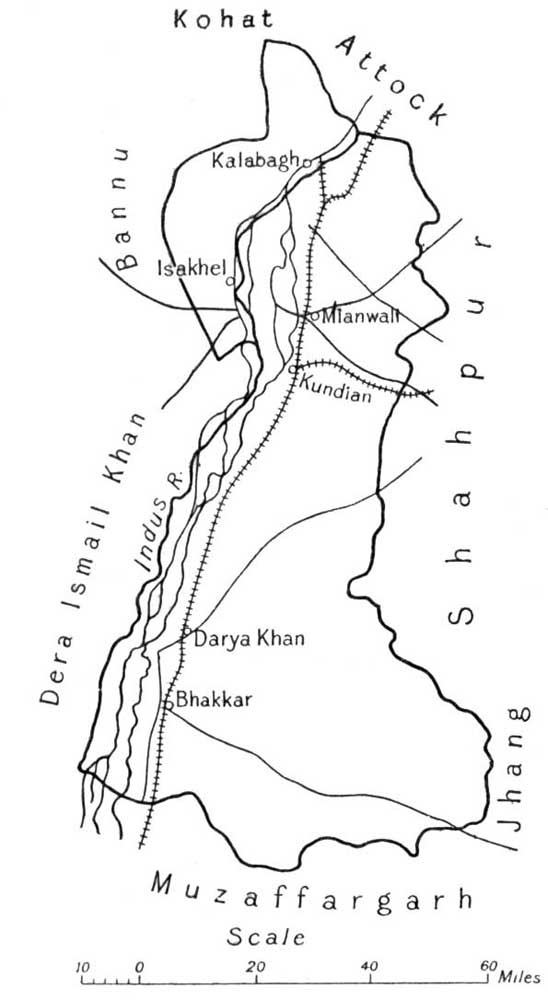 Kohat
Attock
Kalabagh
Bannu
Isakhel
Mianwali
Shahpur
Kundian
Dera Ismail Khan
Indus R.
Darya Khan
Bhakkar
Jhang
Muzaffargarh
Scale
10 0 20 40 60 Miles